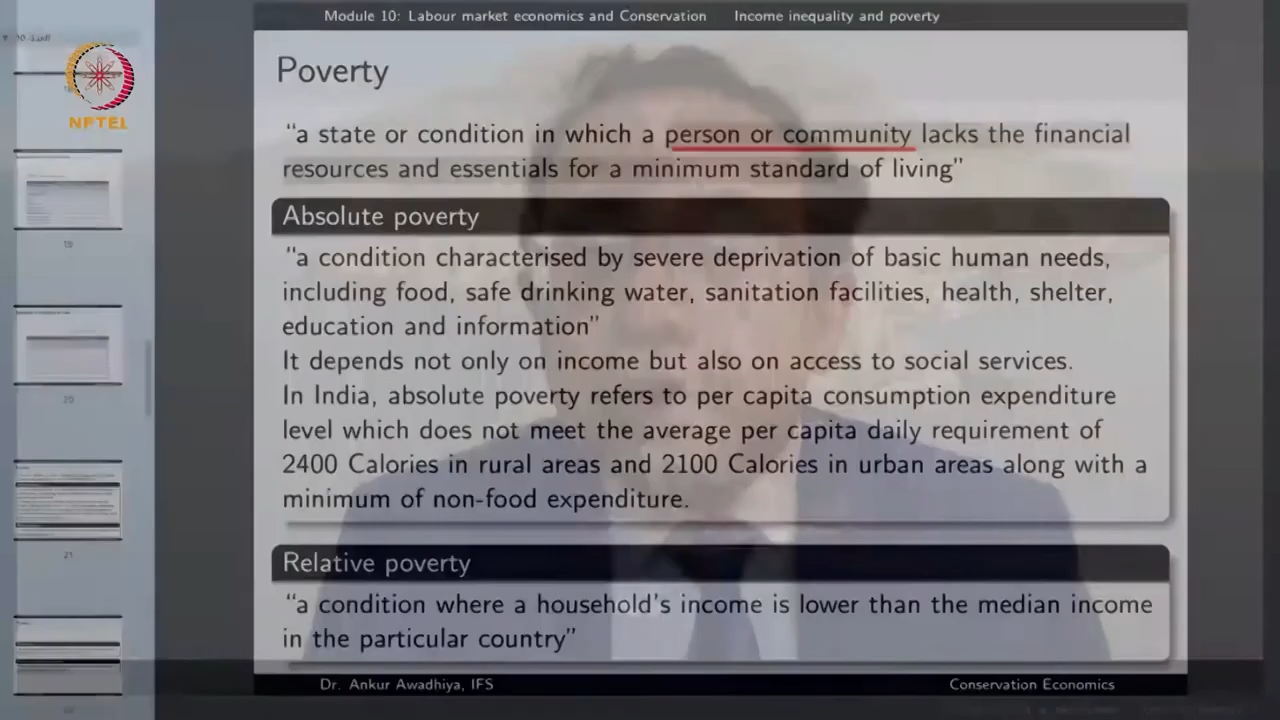 Module 10: Labour market economics and Conservation Income inequality and poverty
NPTEL
Poverty
“a state or condition in which a person or community lacks the financial
resources and essentials for a minimum standard of living”
Absolute poverty
“a condition characterised by severe deprivation of basic human needs,
including food, safe drinking water, sanitation facilities, health, shelter,
education and information”
It depends not only on income but also on access to social services.
In India, absolute poverty refers to per capita consumption expenditure
level which does not meet the average per capita daily requirement of
2400 Calories in rural areas and 2100 Calories in urban areas along with a
minimum of non-food expenditure.
Relative poverty
“a condition where a household's income is lower than the median income
in the particular country”
Dr. Ankur Awadhiya, IFS Conservation Economics
19
20
21